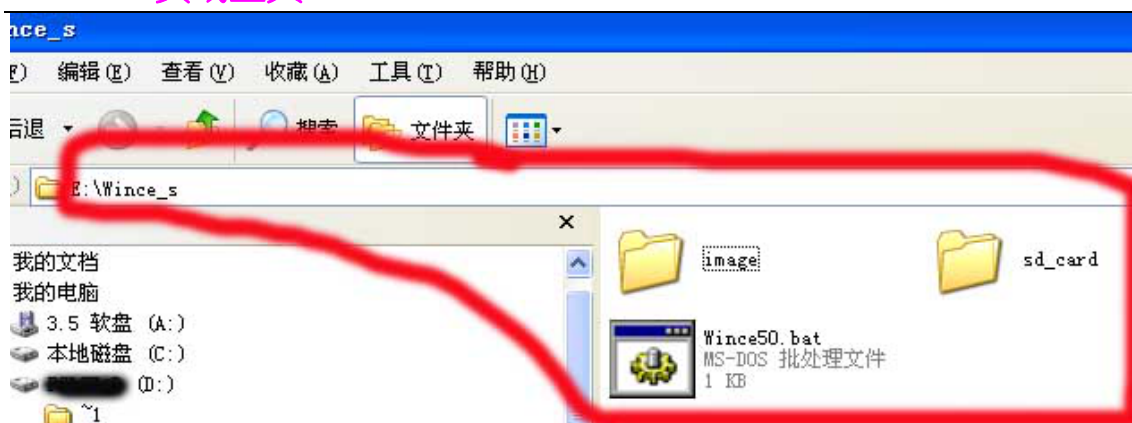 nce_s
编辑(E) 查看(V) 收藏(A) 工具(T) 帮助(H)
后退 搜索 文件夹
E:\Wince_s
我的文档
我的电脑
3.5 软盘 (A:)
本地磁盘 (C:)
(D:)
~1
image
sd_card
Wince50.bat
MS-DOS 批处理文件
1 KB